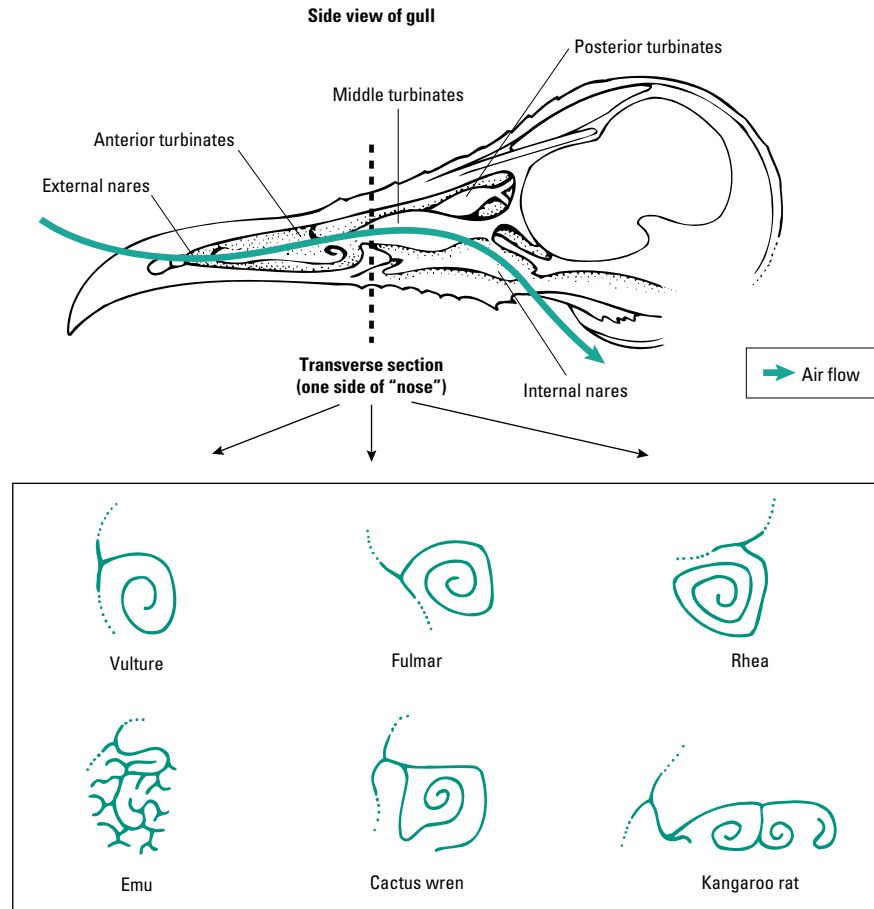 Side view of gull
Posterior turbinates
Middle turbinates
Anterior turbinates
External nares
Transverse section
(one side of “nose”)
Internal nares
Air flow
Vulture
Fulmar
Rhea
Emu
Cactus wren
Kangaroo rat